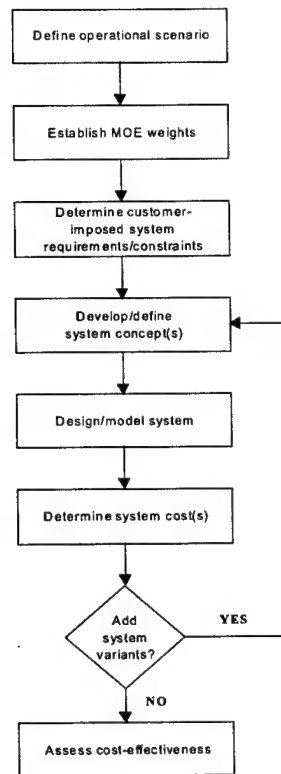 Define operational scenario
Establish MOE weights
Determine customer-
imposed system
requirements/constraints
Develop/define
system concept(s)
Design/model system
Determine system cost(s)
Add
system
variants?
YES
NO
Assess cost-effectiveness